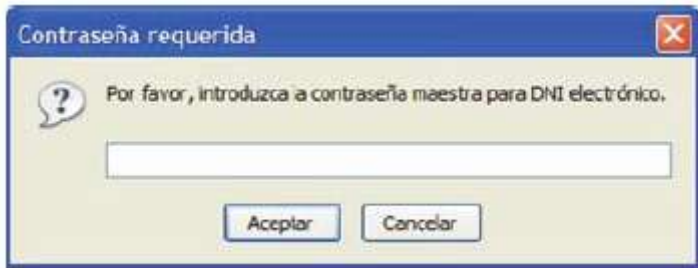 Contraseña requerida
Por favor, introduzca a contraseña maestra para DNI electrónico.
Aceptar
Cancelar